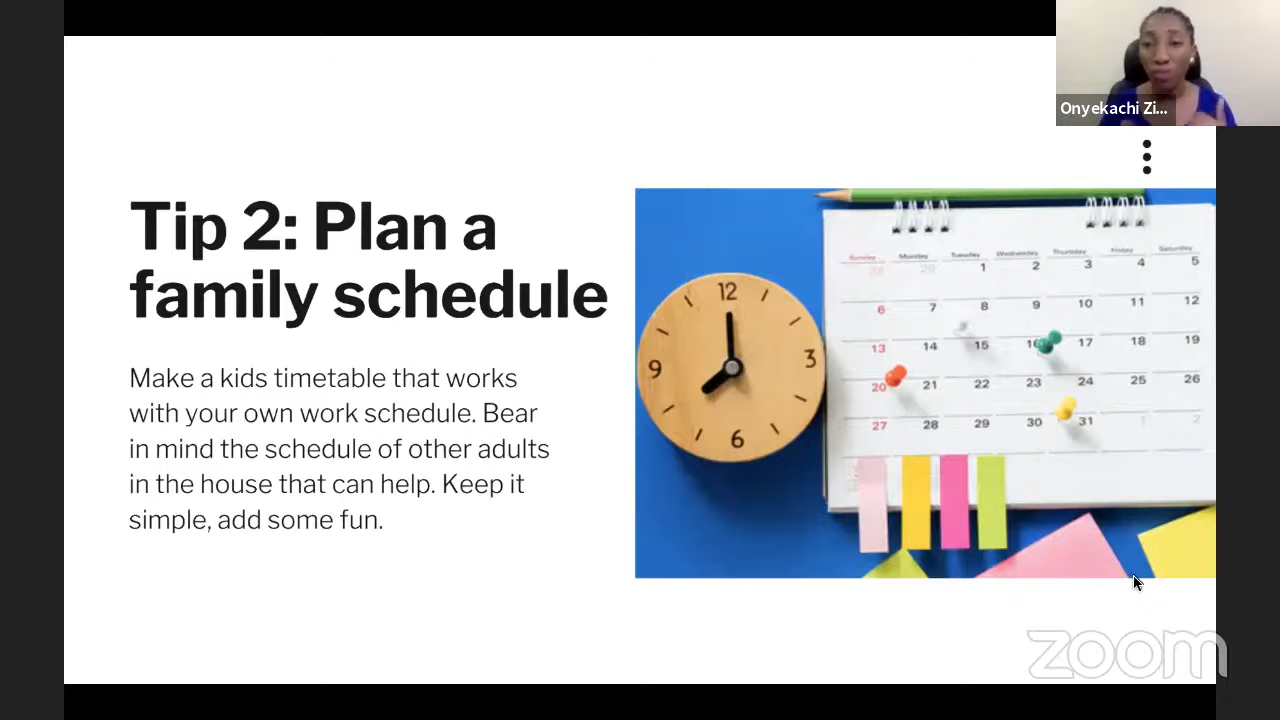 Onyekachi Zi...
Tip 2: Plan a
family schedule
Make a kids timetable that works
with your own work schedule. Bear
in mind the schedule of other adults
in the house that can help. Keep it
simple, add some fun.
12
3
6
9
Sunday Monday Tuesday Wednesday Thursday Friday Saturday
1 2 3 4 5
6 7 8 9 10 11 12
13 14 15 16 17 18 19
20 21 22 23 24 25 26
27 28 29 30 31 1 2
zoom